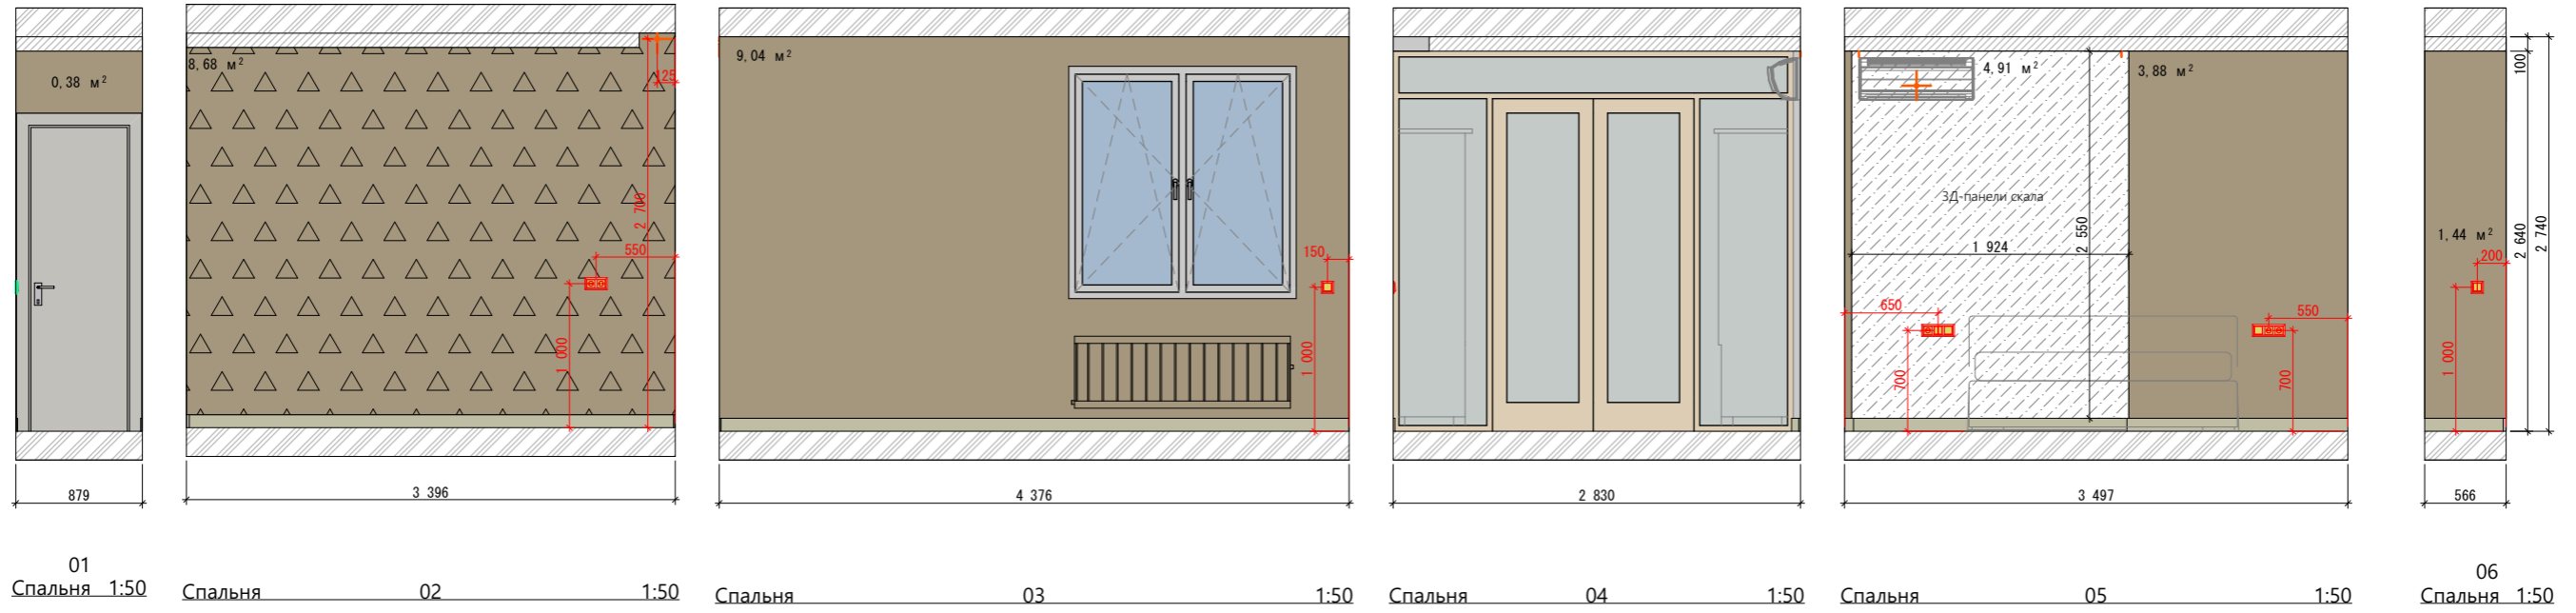 0,38 м²
879
01
Спальня 1:50
8,68 м²
125
2 700
550
1 000
3 396
Спальня 02 1:50
9,04 м²
150
1 000
4 376
Спальня 03 1:50
2 830
Спальня 04 1:50
4,91 м²
3,88 м²
3Д-панели скала
1 924
2 550
650
700
550
700
3 497
Спальня 05 1:50
1,44 м²
200
1 000
100
2 640
2 740
566
06
Спальня 1:50